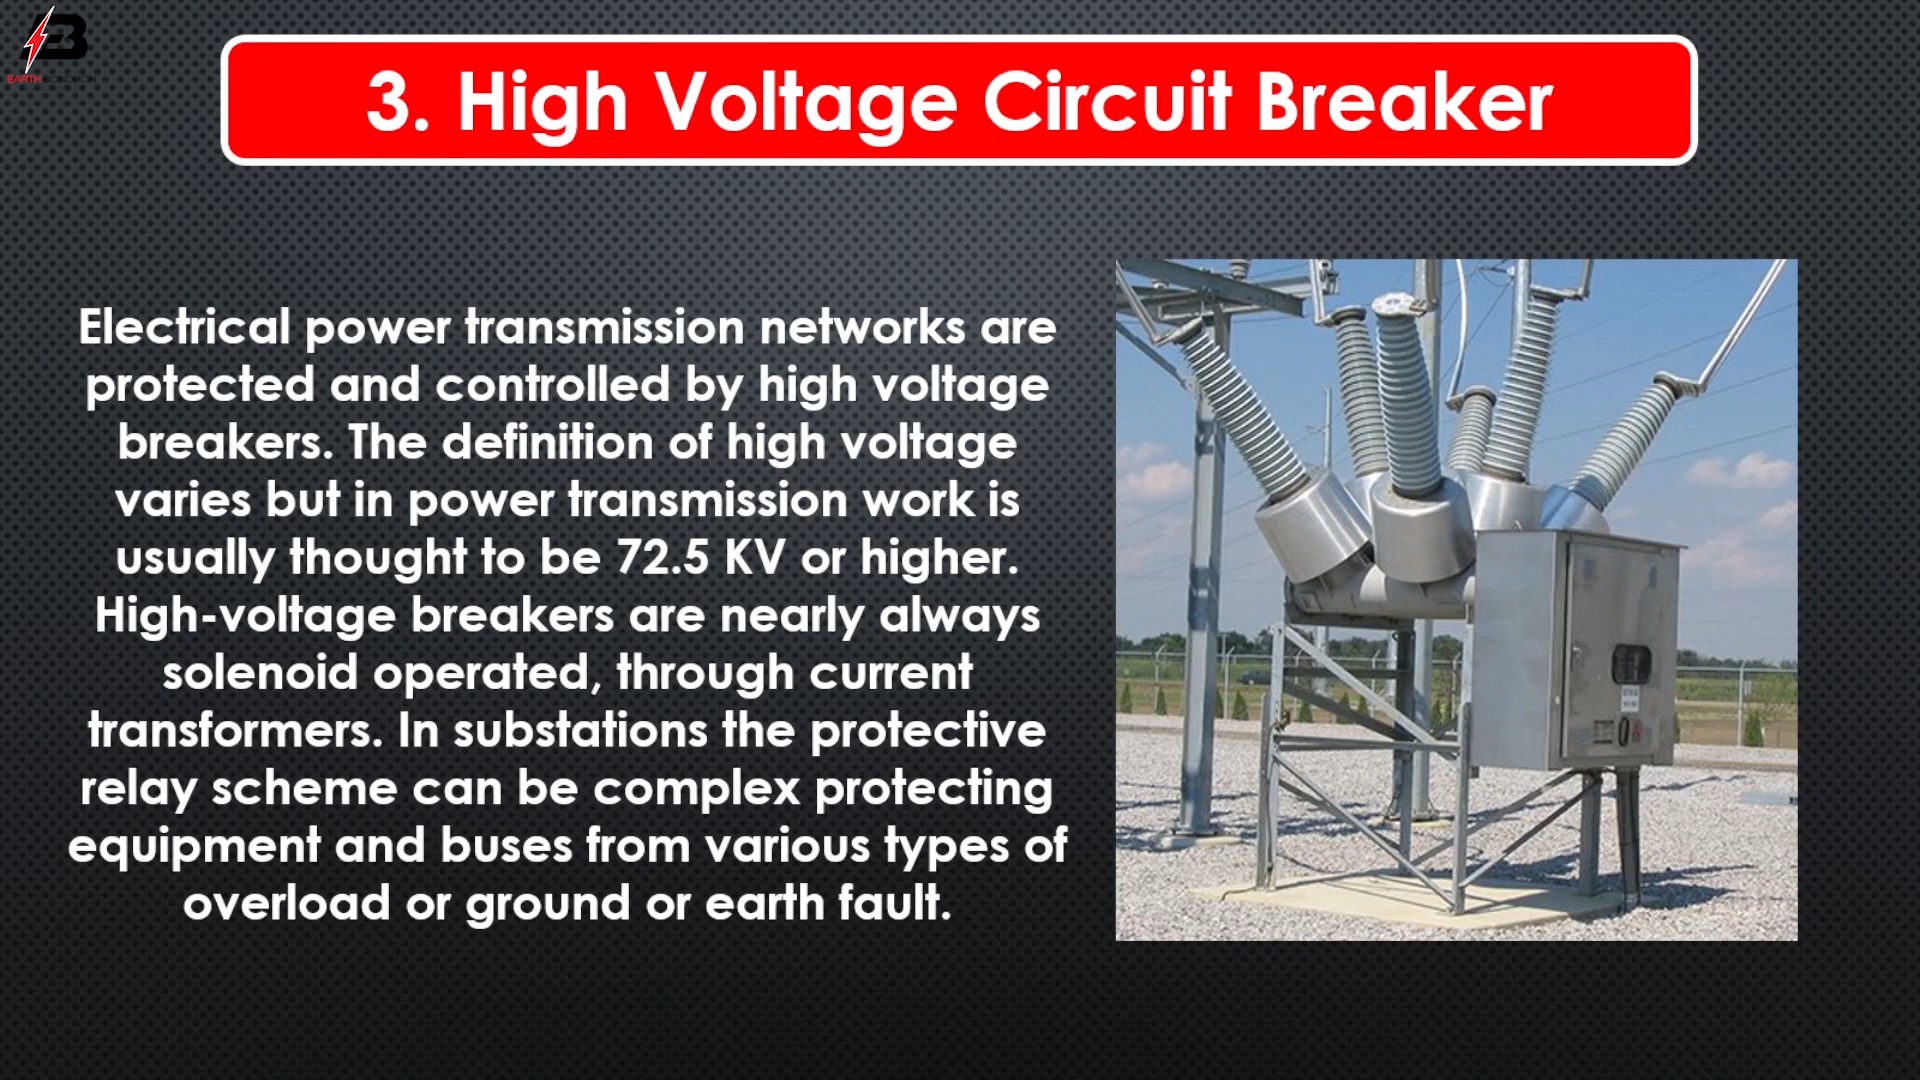 EARTH
3. High Voltage Circuit Breaker
Electrical power transmission networks are
protected and controlled by high voltage
breakers. The definition of high voltage
varies but in power transmission work is
usually thought to be 72.5 KV or higher.
High-voltage breakers are nearly always
solenoid operated, through current
transformers. In substations the protective
relay scheme can be complex protecting
equipment and buses from various types of
overload or ground or earth fault.